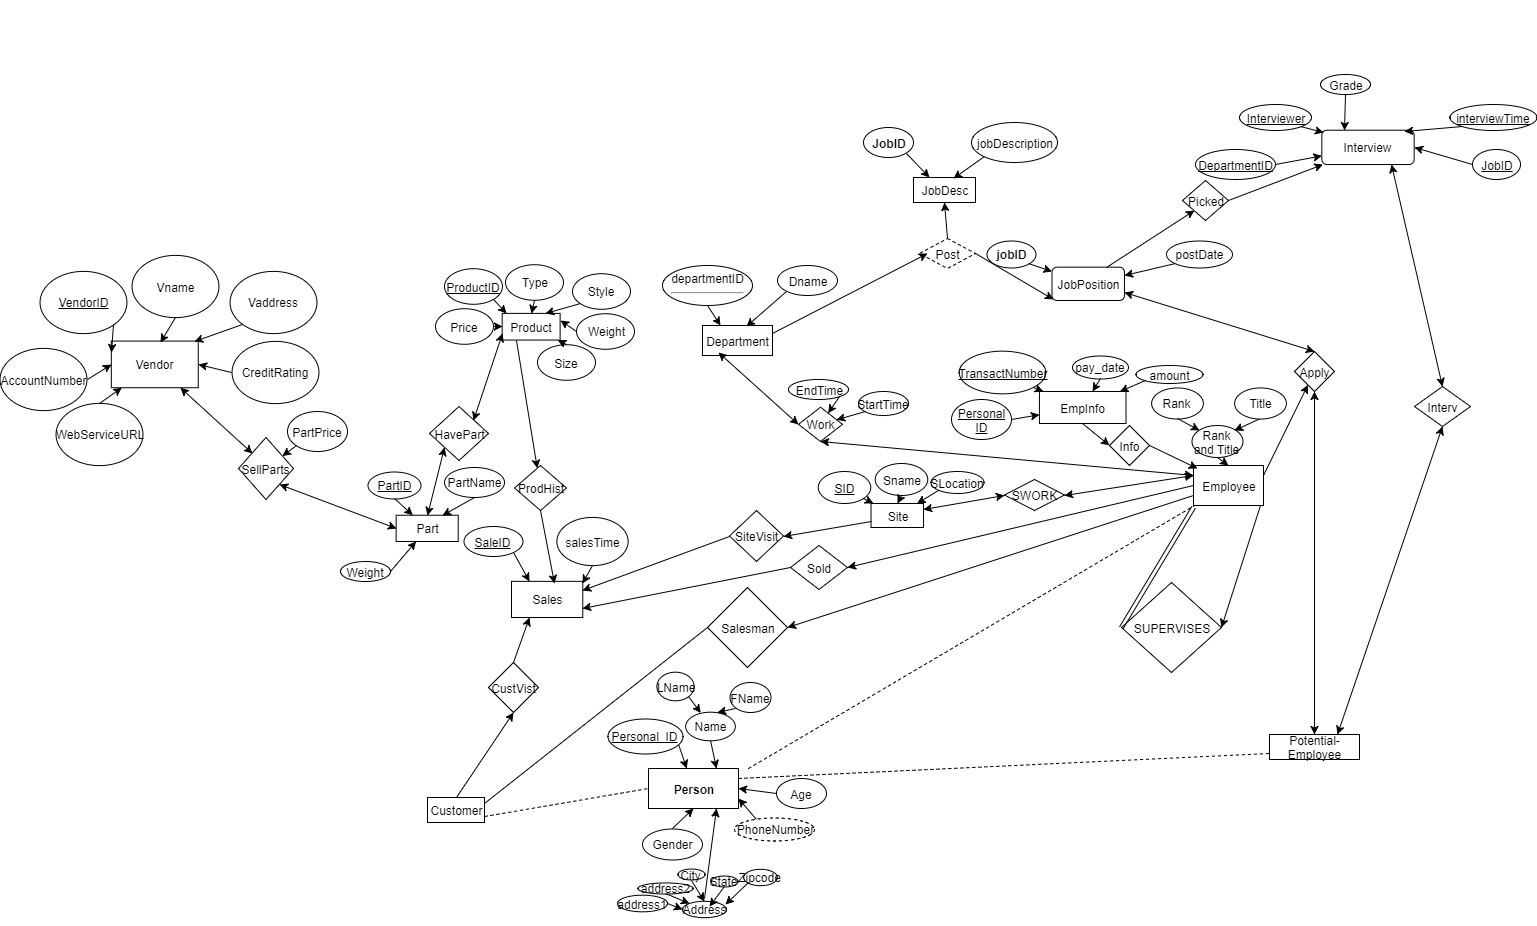 Grade
Interviewer
interviewTime
JobID
jobDescription
Interview
DepartmentID
JobID
JobDesc
Picked
Post
jobID
postDate
JobPosition
departmentID
Dname
Department
VendorID
Vname
Vaddress
Vendor
AccountNumber
CreditRating
WebServiceURL
ProductID
Type
Style
Price
Product
Weight
Size
PartPrice
SellParts
HavePart
PartID
PartName
Part
Weight
ProdHist
EndTime
StartTime
Work
TransactNumber
pay_date
amount
Personal
ID
EmpInfo
Info
Rank
Title
Rank
and Title
Apply
Interv
Employee
SID
Sname
SLocation
Site
SWORK
SaleID
salesTime
SiteVisit
Sold
Sales
Salesman
SUPERVISES
CustVist
LName
FName
Name
Personal_ID
Potential-
Employee
Customer
Person
Age
PhoneNumber
Gender
City
address2
State
Zipcode
address1
Address